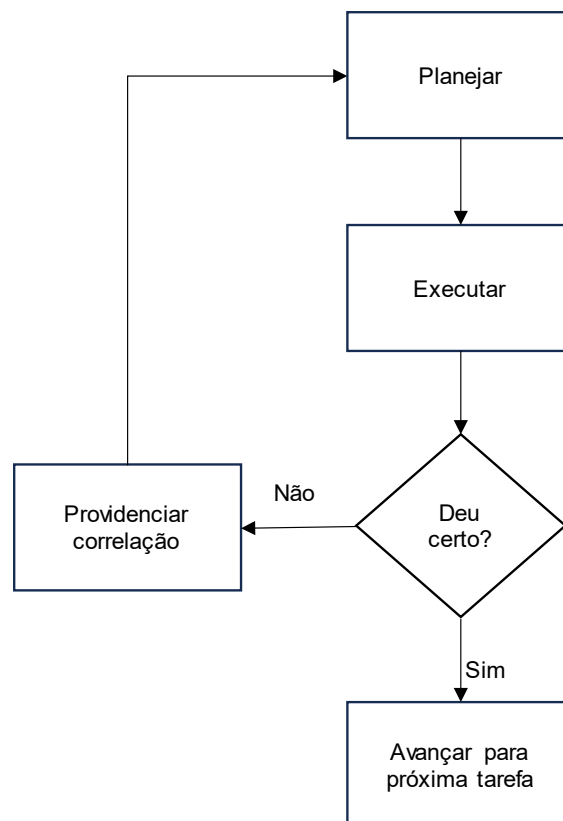 Planejar
Executar
Deu
certo?
Não
Providenciar
correlação
Sim
Avançar para
próxima tarefa